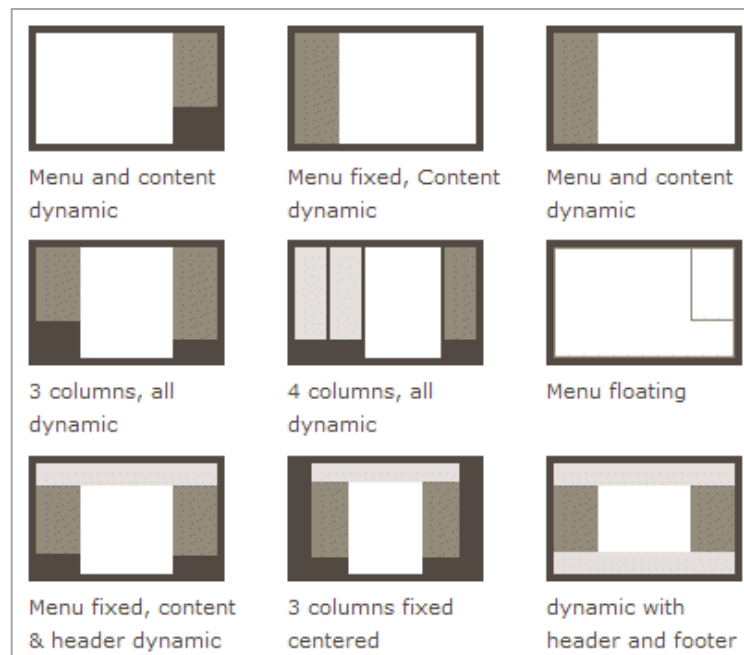 Menu and content
dynamic
Menu fixed, Content
dynamic
Menu and content
dynamic
3 columns, all
dynamic
4 columns, all
dynamic
Menu floating
Menu fixed, content
& header dynamic
3 columns fixed
centered
dynamic with
header and footer